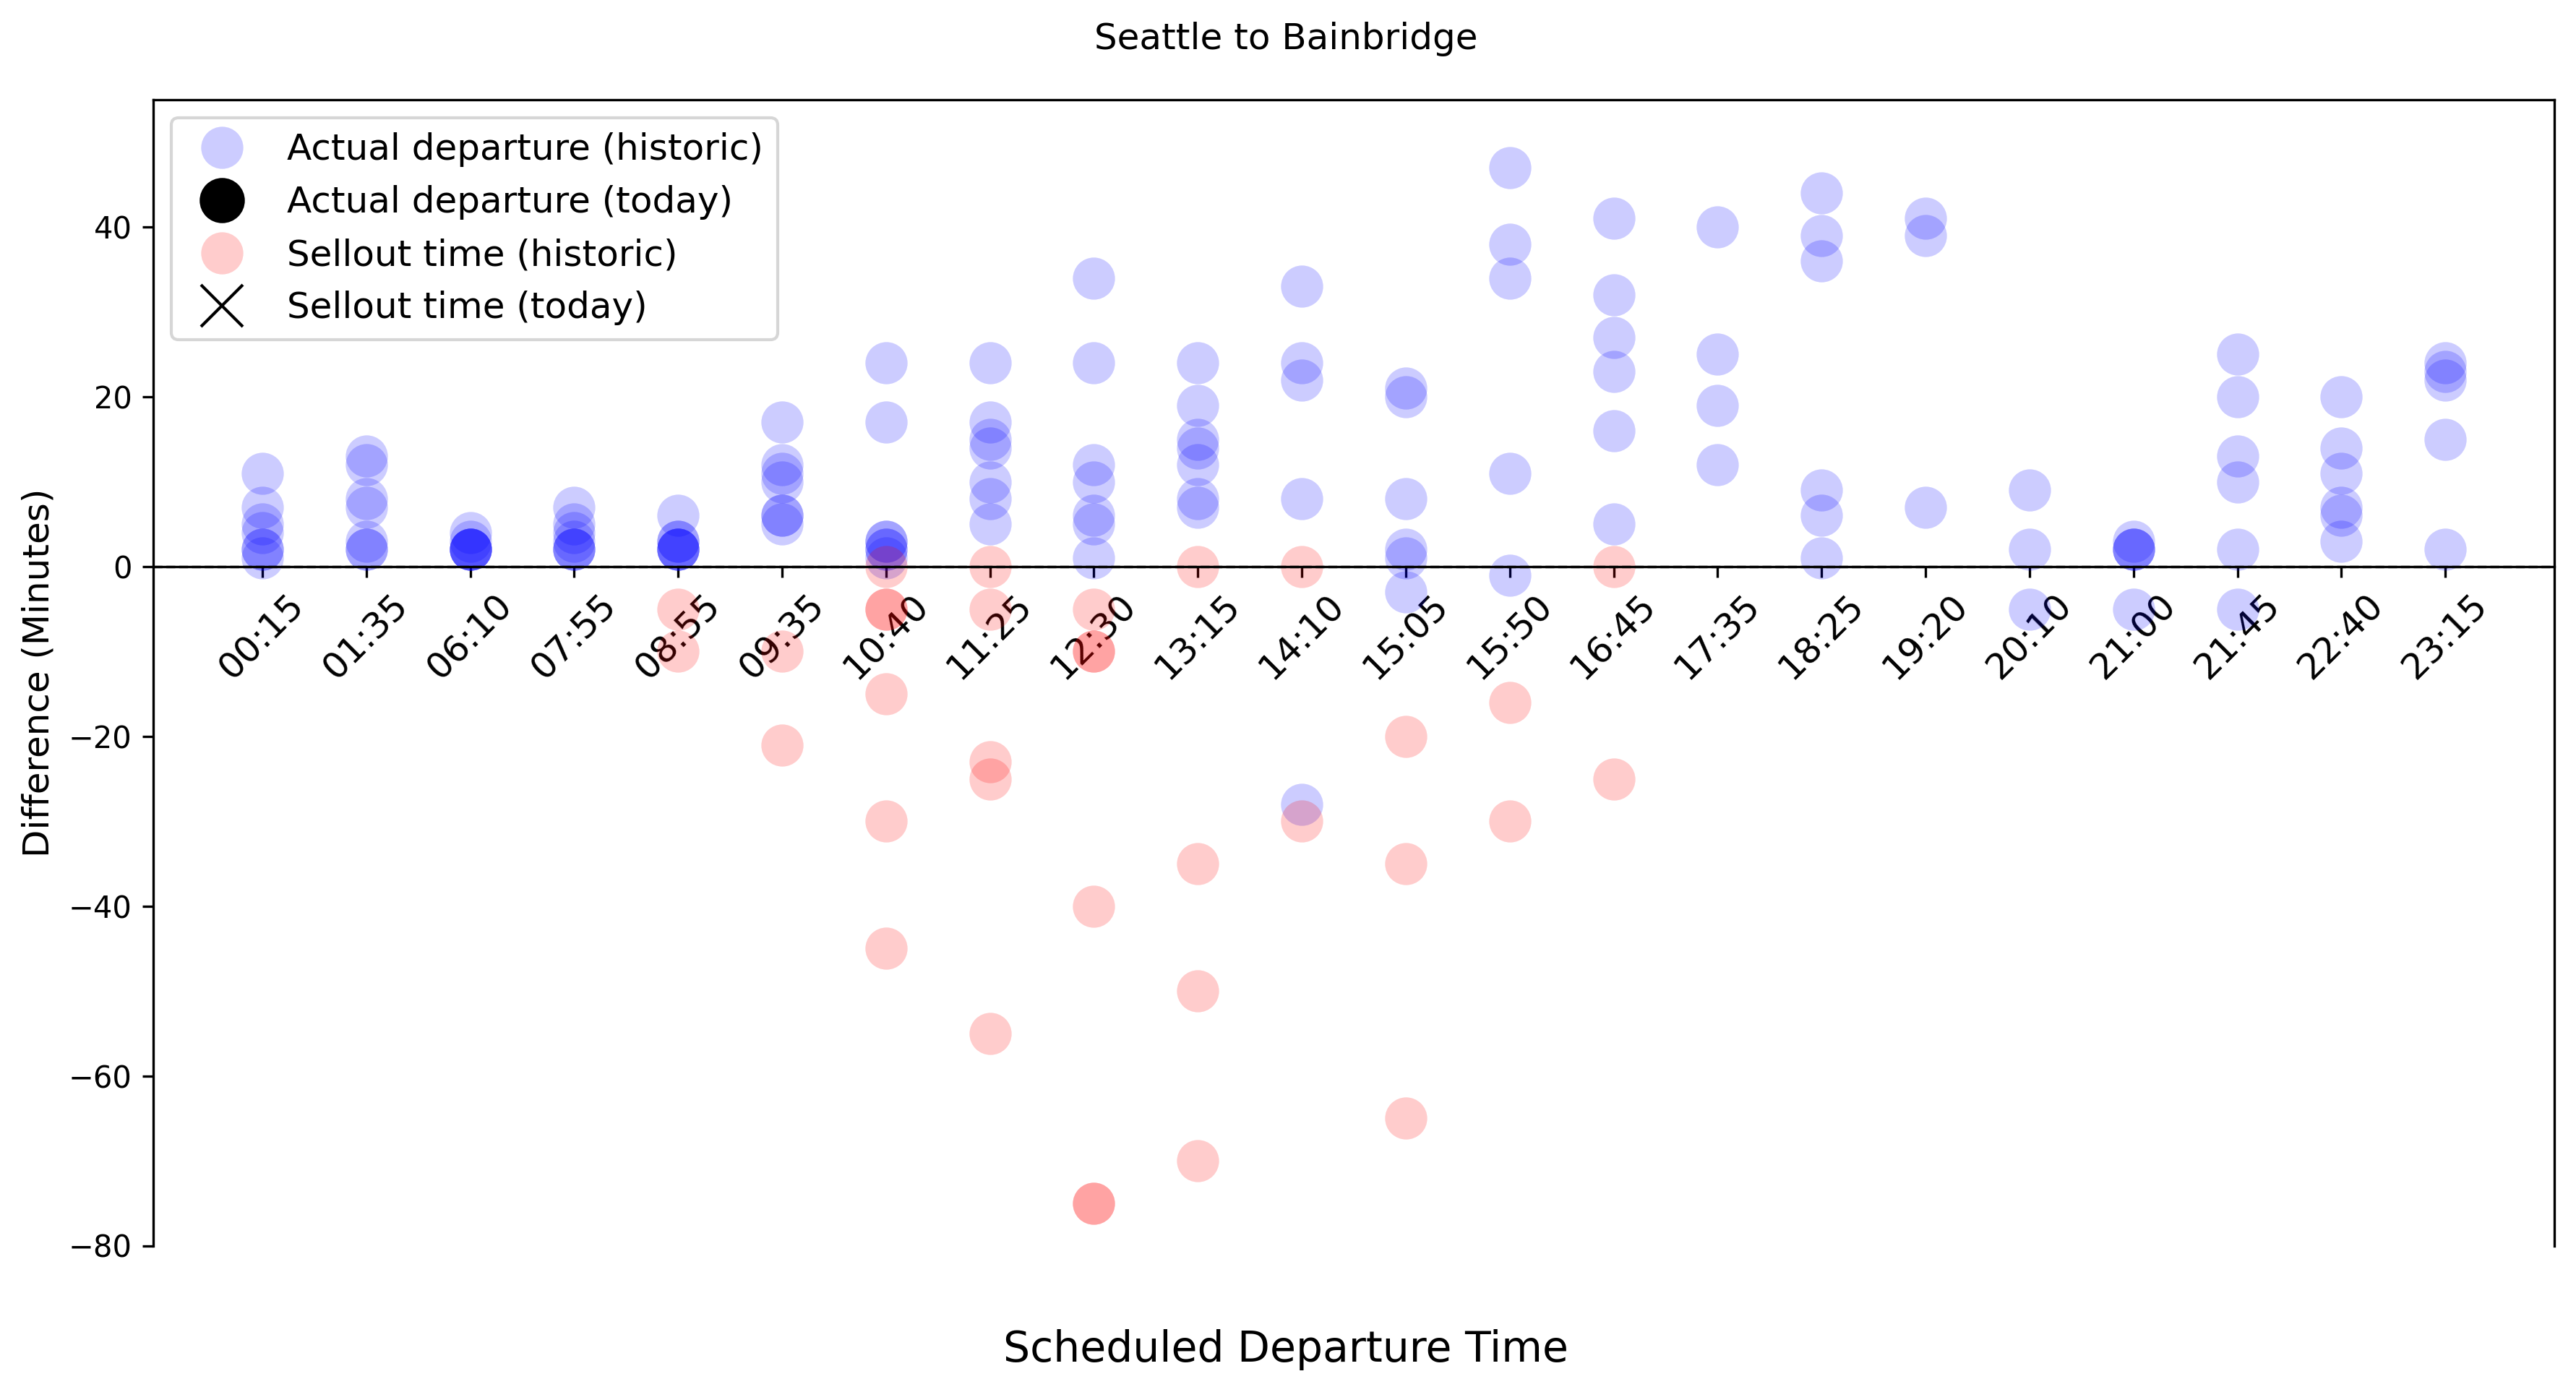 Seattle to Bainbridge
Actual departure (historic)
Actual departure (today)
Sellout time (historic)
Sellout time (today)
40
20
0
−20
−40
−60
−80
Difference (Minutes)
00:15 01:35 06:10 07:55 08:55 09:35 10:40 11:25 12:30 13:15 14:10 15:05 15:50 16:45 17:35 18:25 19:20 20:10 21:00 21:45 22:40 23:15
Scheduled Departure Time